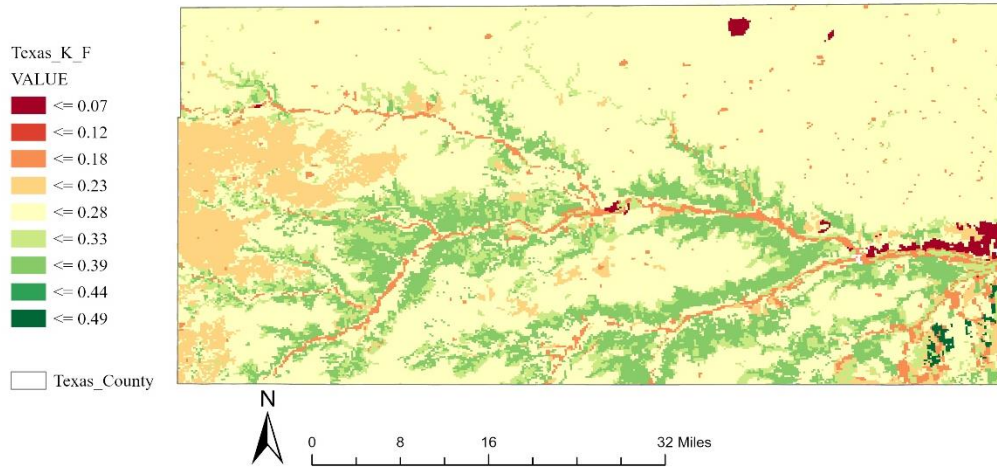 Texas_K_F
VALUE
<= 0.07
<= 0.12
<= 0.18
<= 0.23
<= 0.28
<= 0.33
<= 0.39
<= 0.44
<= 0.49
Texas_County
N
0 8 16 32 Miles